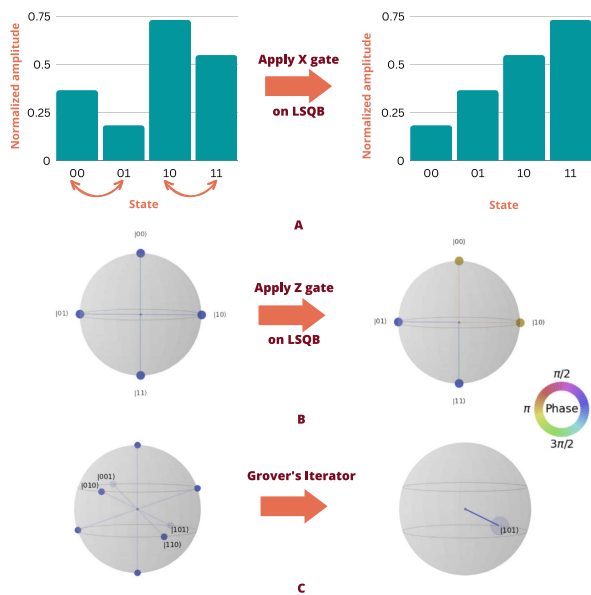 Normalized amplitude
0.75
0.5
0.25
0
00 01 10 11
State
Apply X gate
on LSQB
Normalized amplitude
0.75
0.5
0.25
0
00 01 10 11
State
A
|00⟩
|01⟩
|10⟩
|11⟩
Apply Z gate
on LSQB
|00⟩
|01⟩
|10⟩
|11⟩
B
π/2
π
Phase
3π/2
|001⟩
|010⟩
|101⟩
|110⟩
Grover's Iterator
|101⟩
C